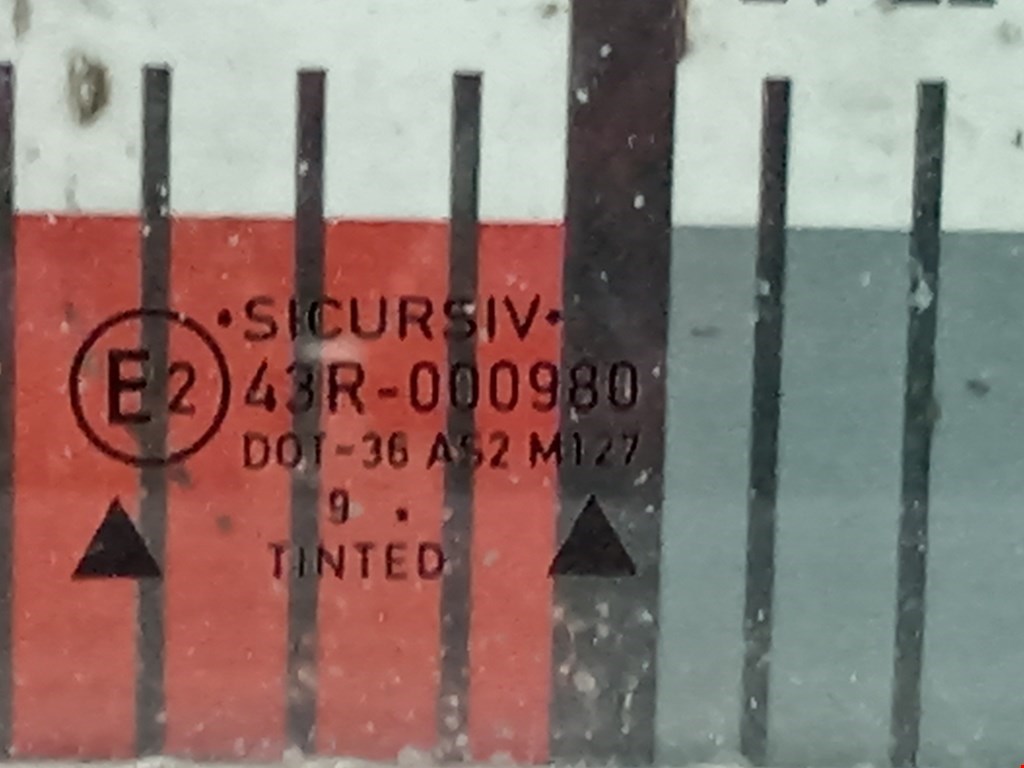 •SICURSIV•
E2 43R-000980
DOT-36 AS2 M127
9 .
TINTED